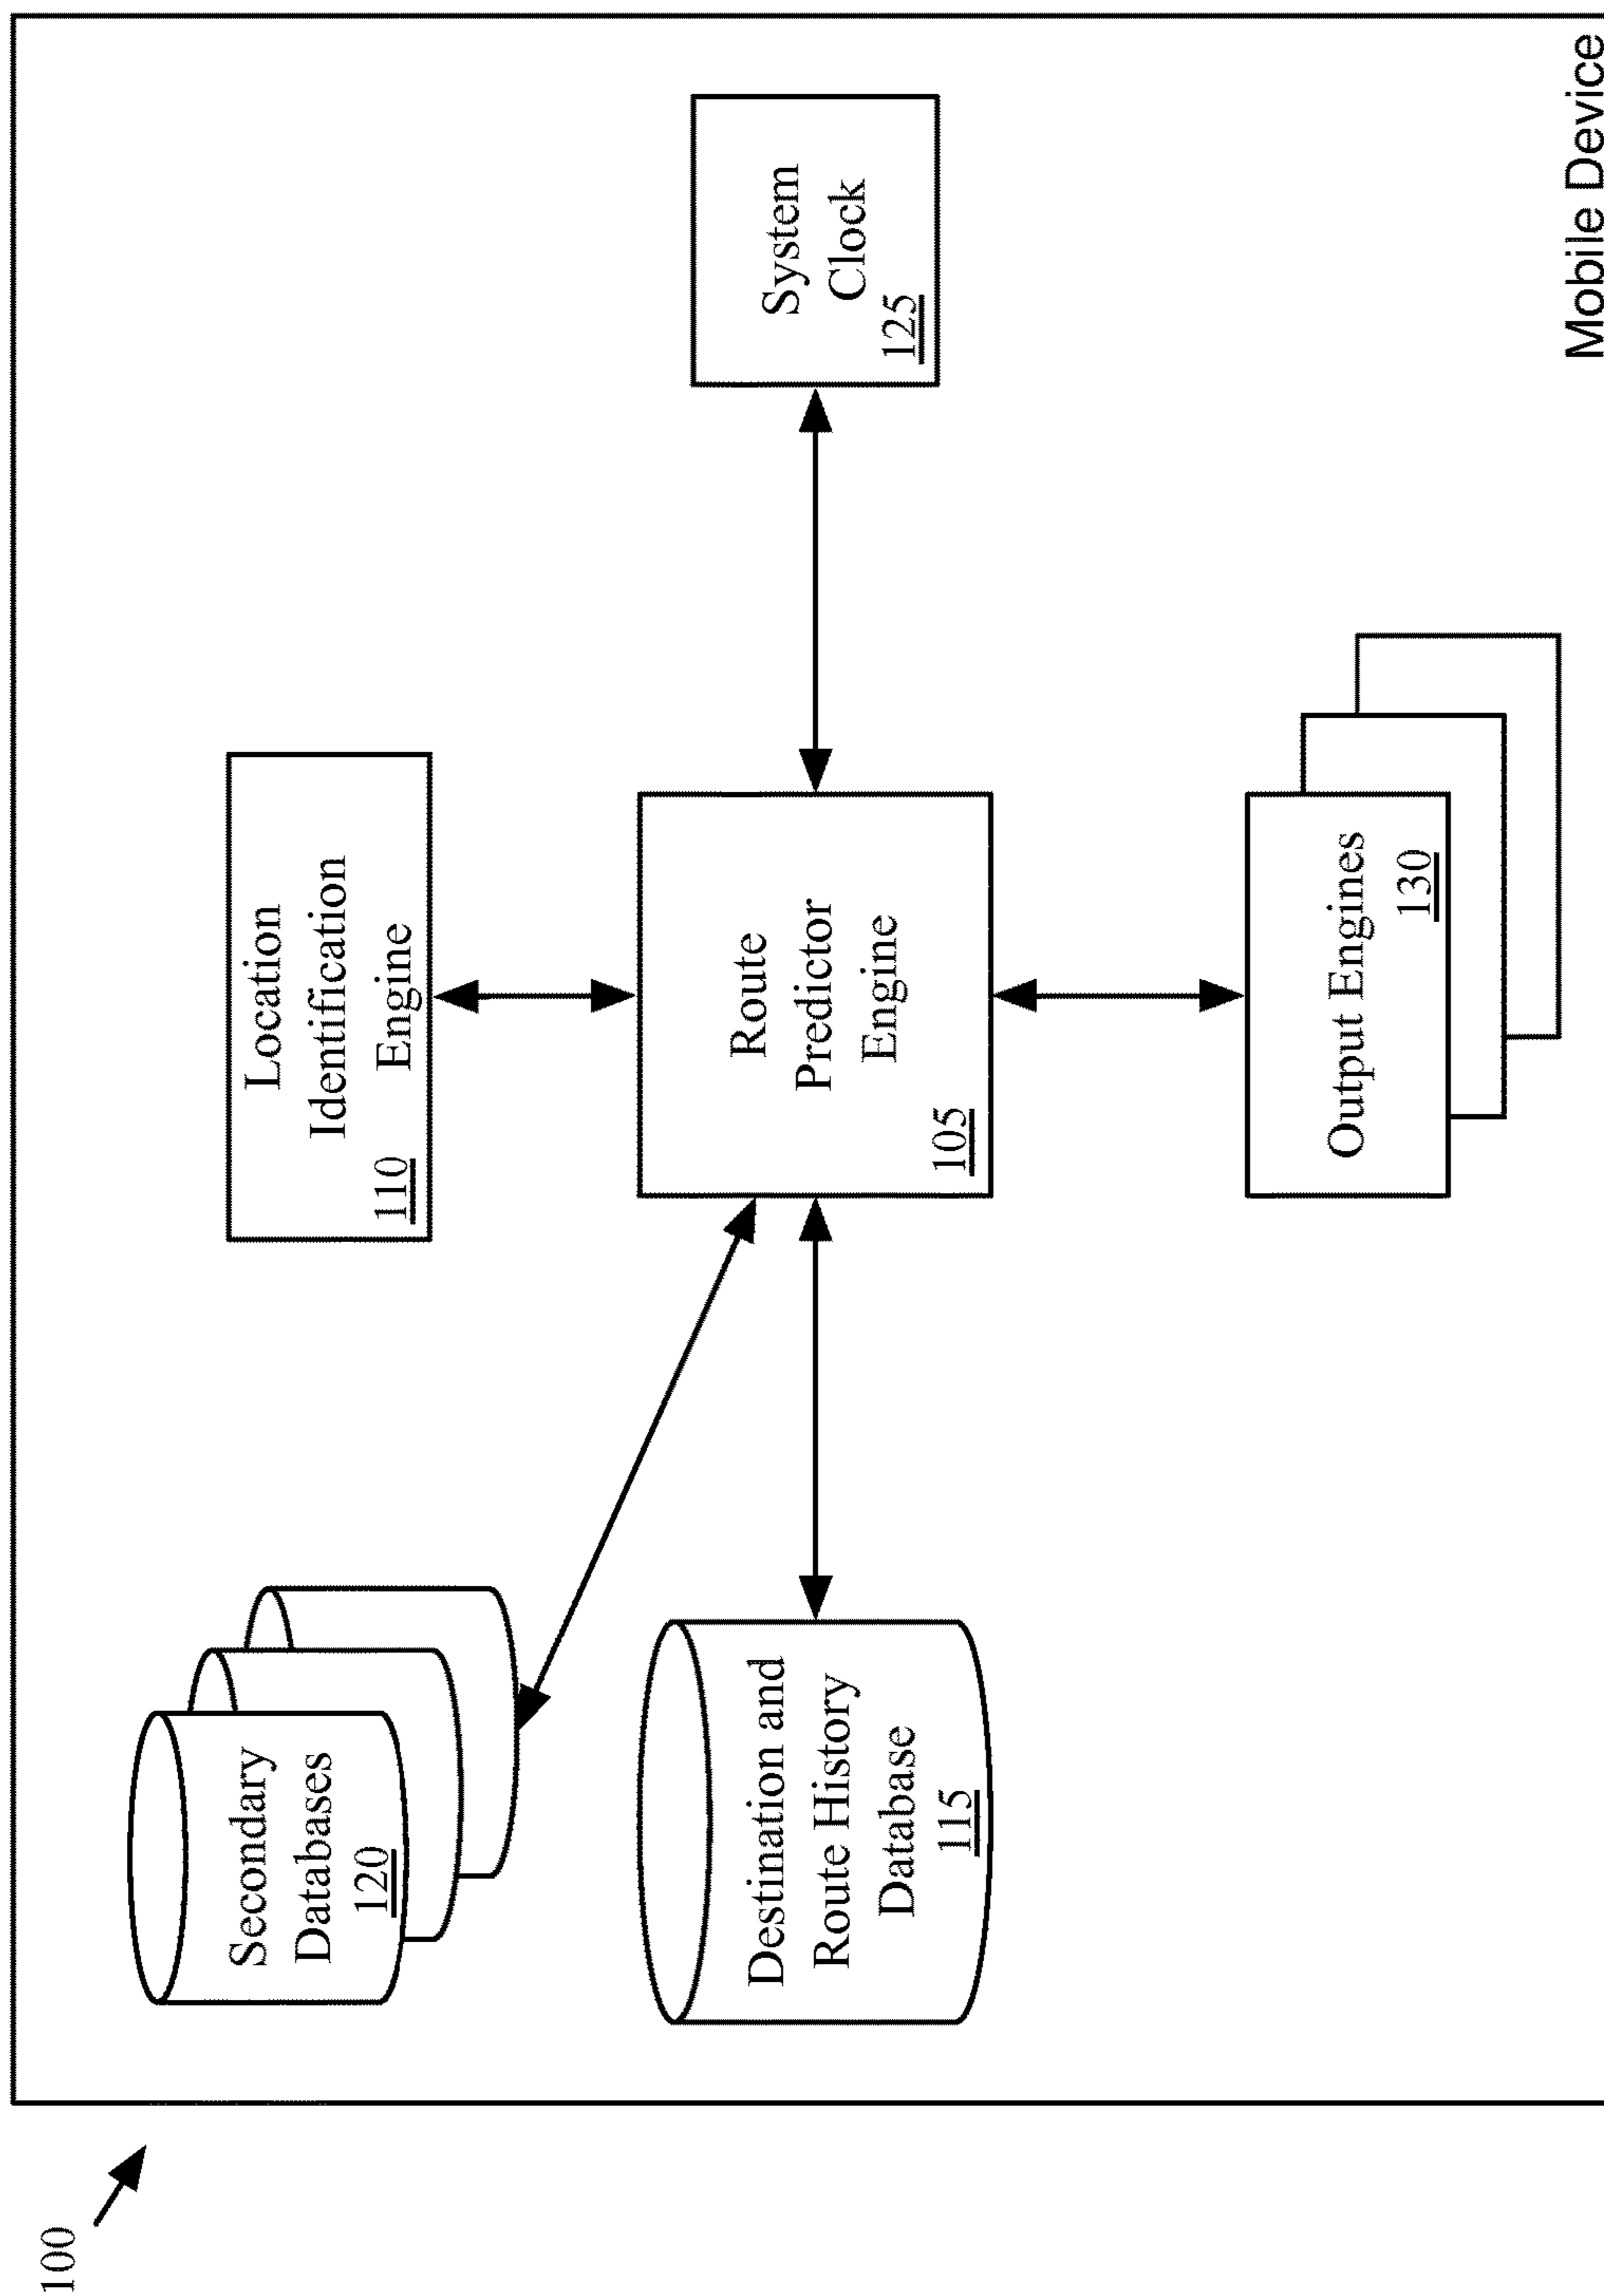 100
Secondary
Databases
120
Location
Identification
Engine
110
Destination and
Route History
Database
115
Route
Predictor
Engine
105
System
Clock
125
Output Engines
130
Mobile Device